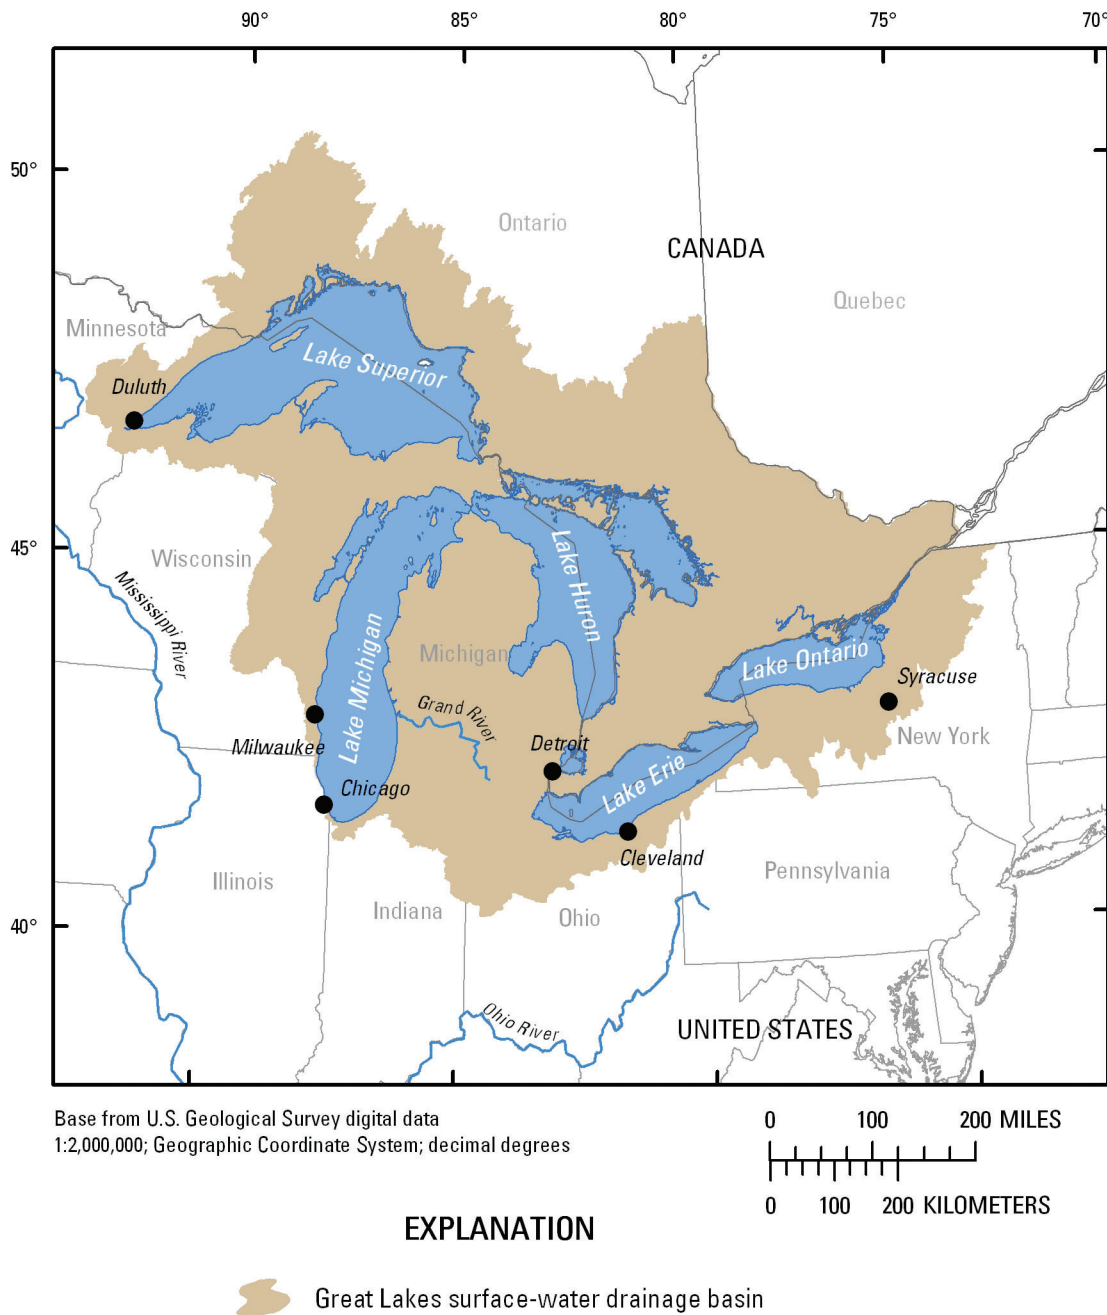 90°
85°
80°
75°
70°
50°
Ontario
CANADA
Quebec
Minnesota
Lake Superior
Duluth
45°
Wisconsin
Mississippi River
Lake Huron
Michigan
Lake Michigan
Lake Ontario
Syracuse
Grand River
New York
Milwaukee
Detroit
Lake Erie
Chicago
Cleveland
Pennsylvania
Illinois
Indiana
Ohio
40°
Ohio River
UNITED STATES
Base from U.S. Geological Survey digital data
1:2,000,000; Geographic Coordinate System; decimal degrees
0 100 200 MILES
0 100 200 KILOMETERS
EXPLANATION
Great Lakes surface-water drainage basin